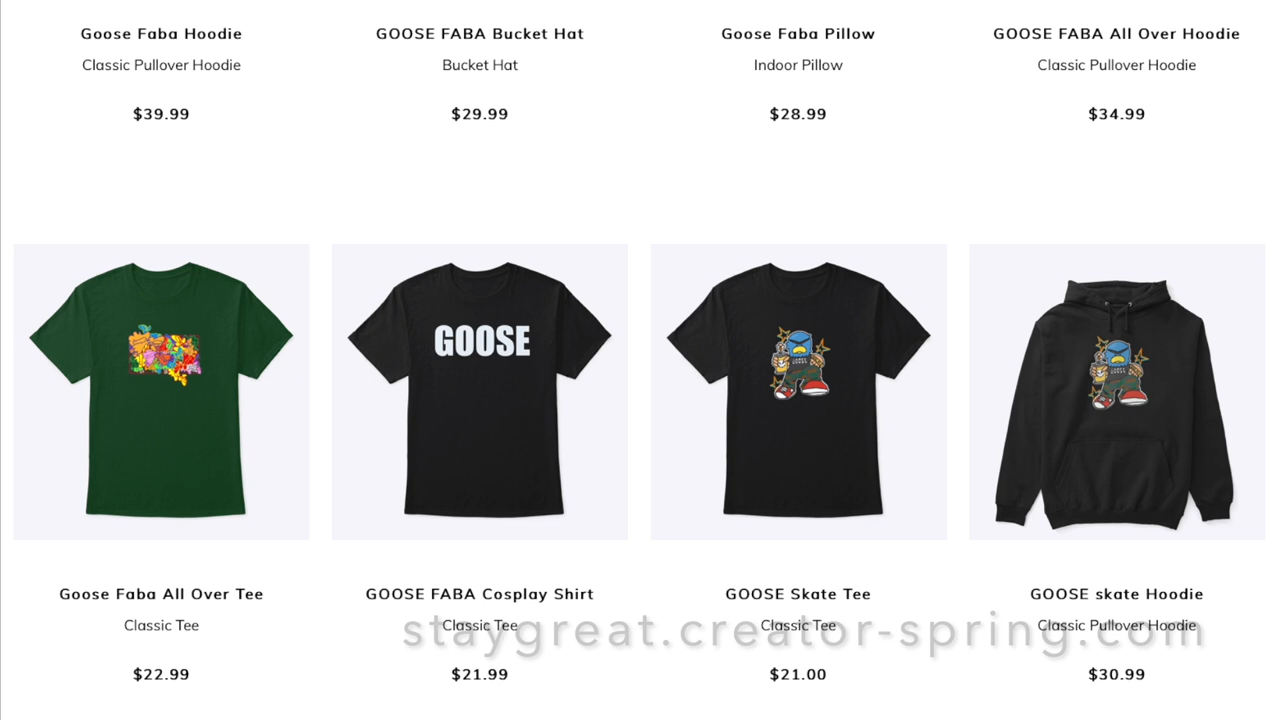 Goose Faba Hoodie
GOOSE FABA Bucket Hat
Goose Faba Pillow
GOOSE FABA All Over Hoodie
Classic Pullover Hoodie
Bucket Hat
Indoor Pillow
Classic Pullover Hoodie
$39.99
$29.99
$28.99
$34.99
GOOSE
Goose Faba All Over Tee
GOOSE FABA Cosplay Shirt
GOOSE Skate Tee
GOOSE skate Hoodie
Classic Tee
Classic Tee
Classic Tee
Classic Pullover Hoodie
staygreat.creator-spring.com
$22.99
$21.99
$21.00
$30.99